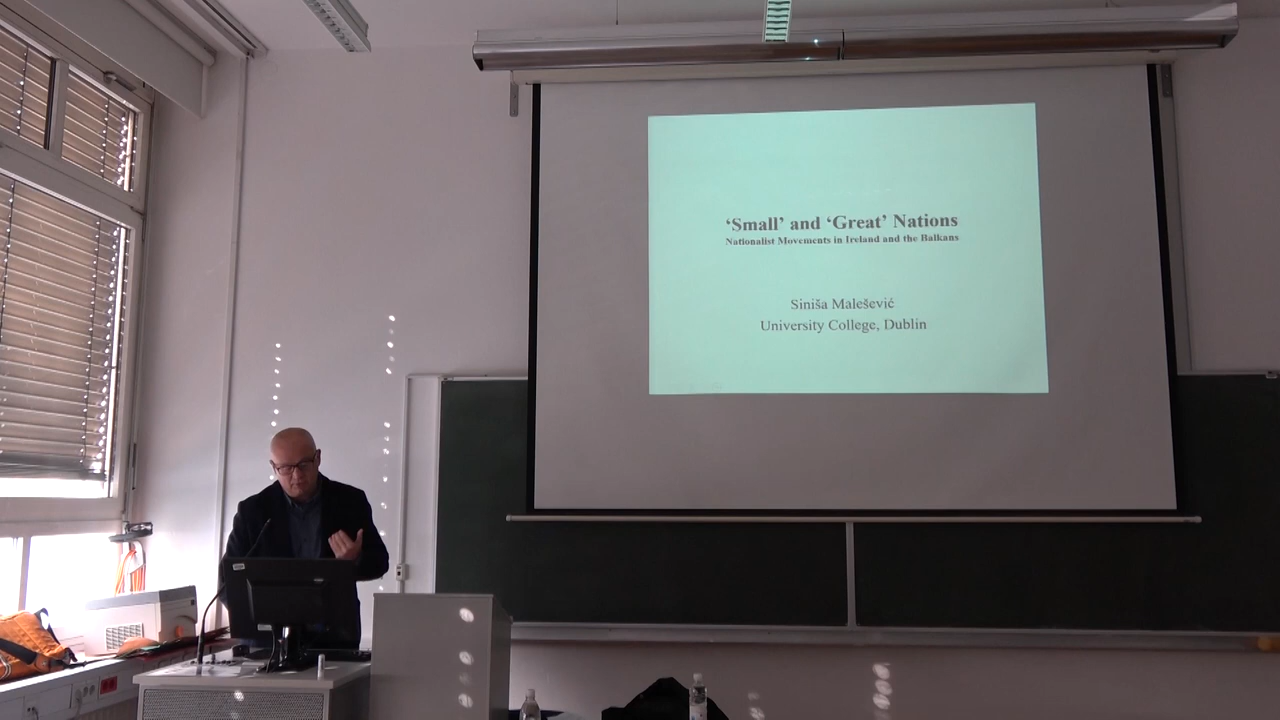 ‘Small’ and ‘Great’ Nations
Nationalist Movements in Ireland and the Balkans
Siniša Malešević
University College, Dublin